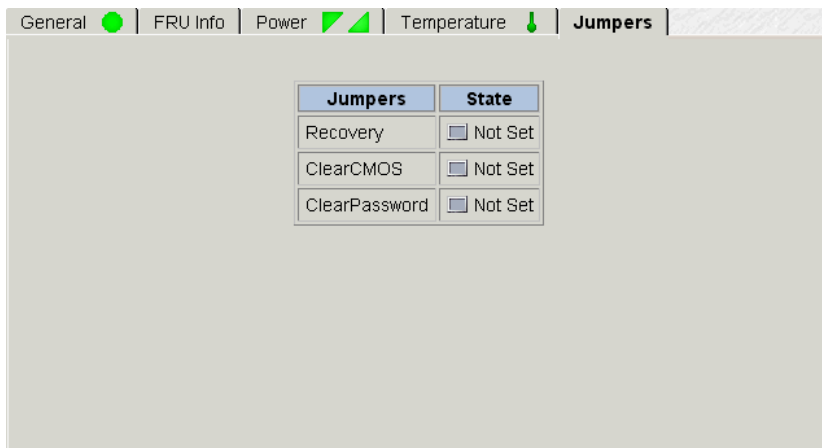 General FRU Info Power Temperature Jumpers
Jumpers State
Recovery Not Set
ClearCMOS Not Set
ClearPassword Not Set